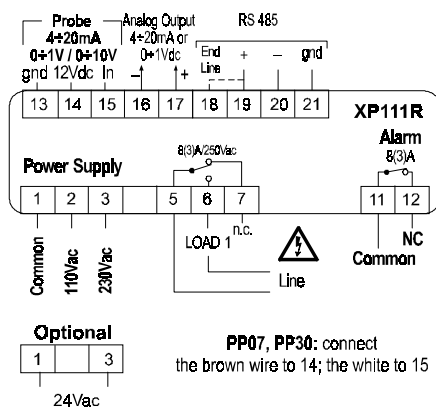 Probe
4÷20mA
0÷1V / 0÷10V
gnd 12Vdc In
Analog Output
4÷20mA or
0÷1Vdc
– +
RS 485
End
Line
+ – gnd
13 14 15 16 17 18 19 20 21
XP111R
Alarm
8(3)A
Power Supply
8(3)A/250Vac
1 2 3 5 6 7 11 12
Common
110Vac
230Vac
LOAD 1
n.c.
Line
NC
Common
Optional
1 3
24Vac
PP07, PP30: connect
the brown wire to 14; the white to 15